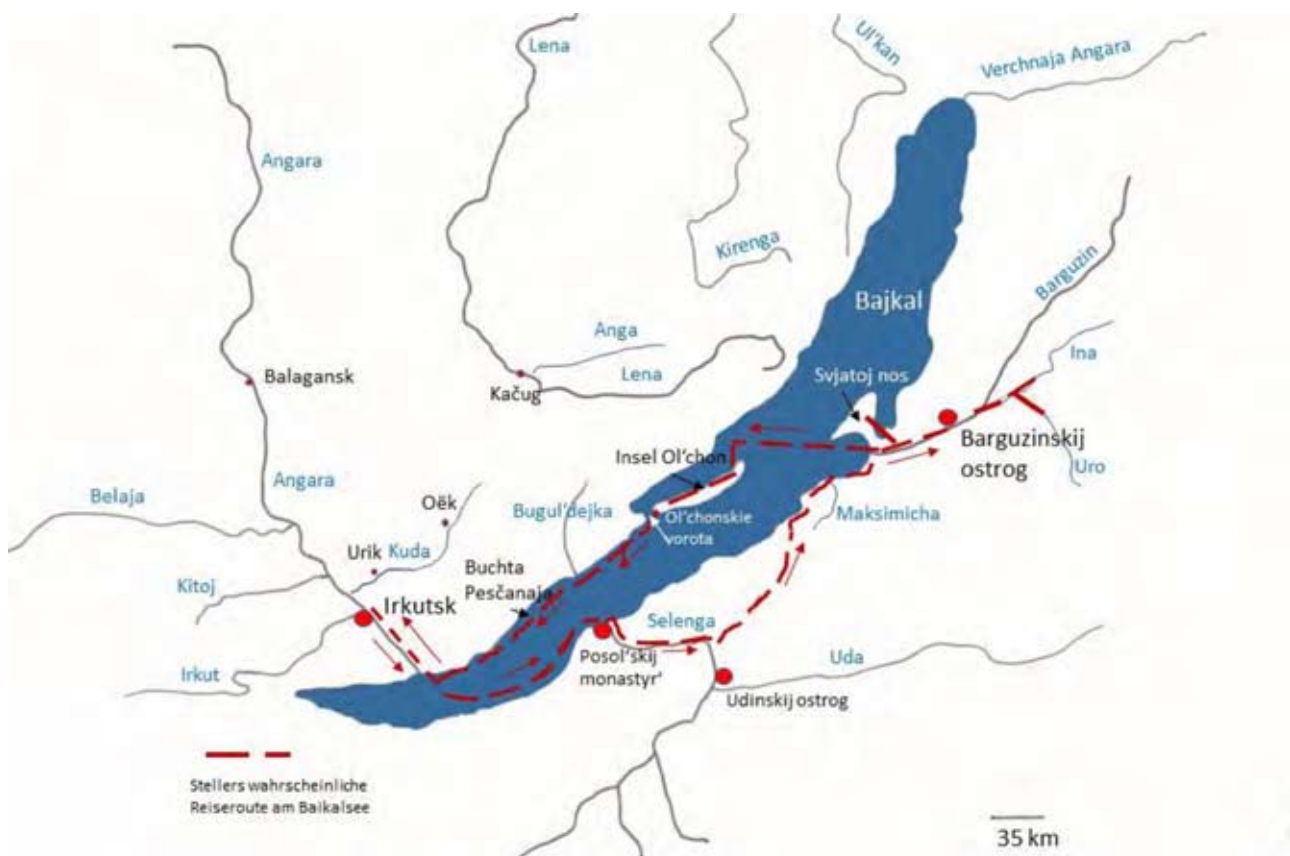 Lena
Ul'kan
Verchnaja Angara
Angara
Kirenga
Barguzin
Bajkal
Anga
Ina
Balagansk
Lena
Svjatoj nos
Kačug
Barguzinskij
ostrog
Insel Ol'chon
Uro
Angara
Belaja
Oëk
Bugul'dejka
Ol'chonskie
vorota
Maksimicha
Urik
Kuda
Buchta
Pesčanaja
Kitoj
Irkutsk
Selenga
Irkut
Posol'skij
monastyr'
Uda
Udinskij ostrog
Stellers wahrscheinliche
Reiseroute am Baikalsee
35 km